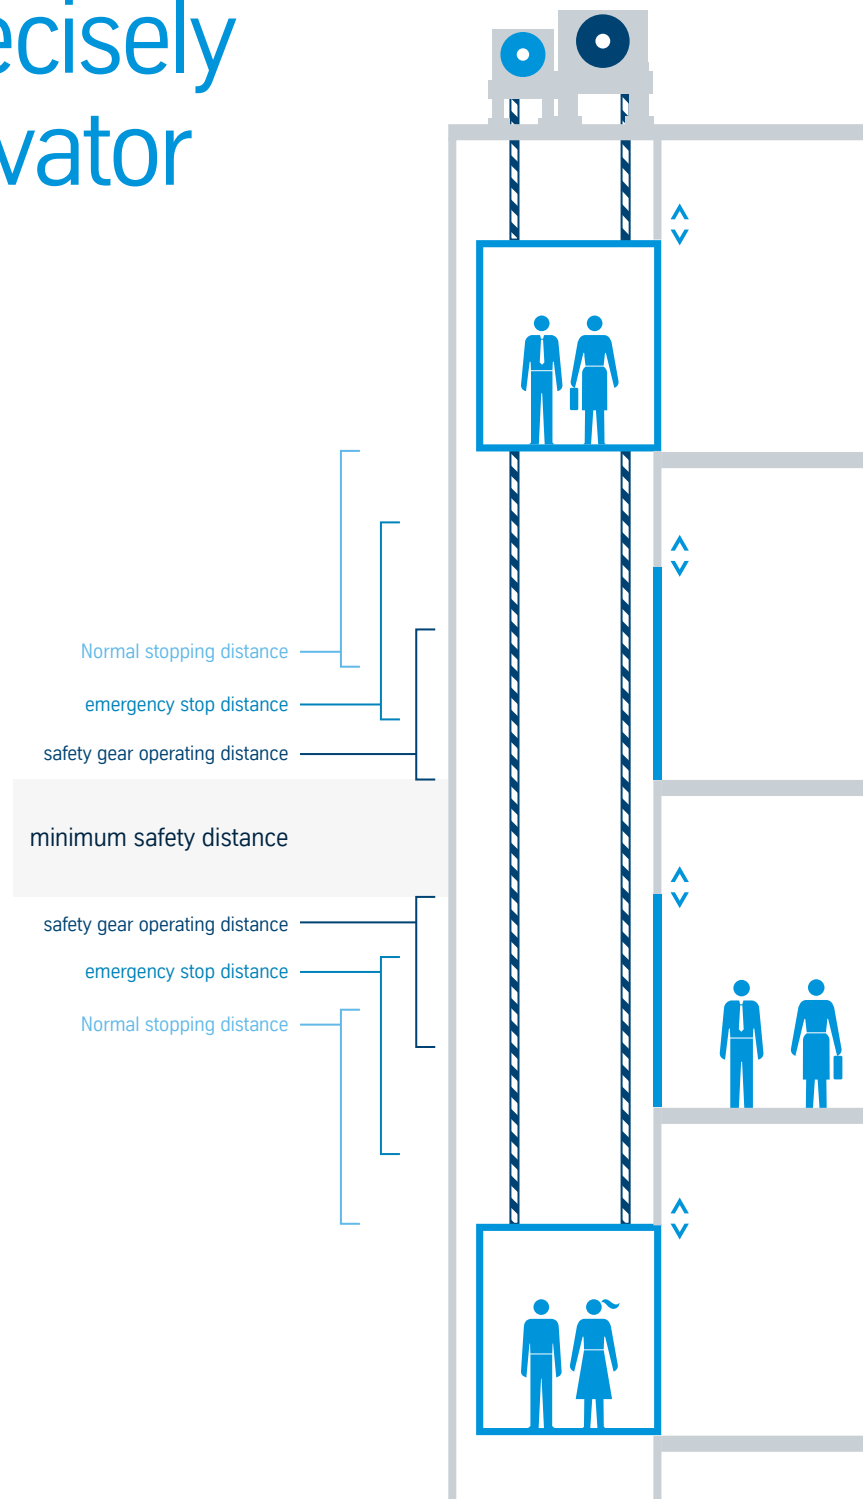 ecisely
vator
Normal stopping distance
emergency stop distance
safety gear operating distance
minimum safety distance
safety gear operating distance
emergency stop distance
Normal stopping distance